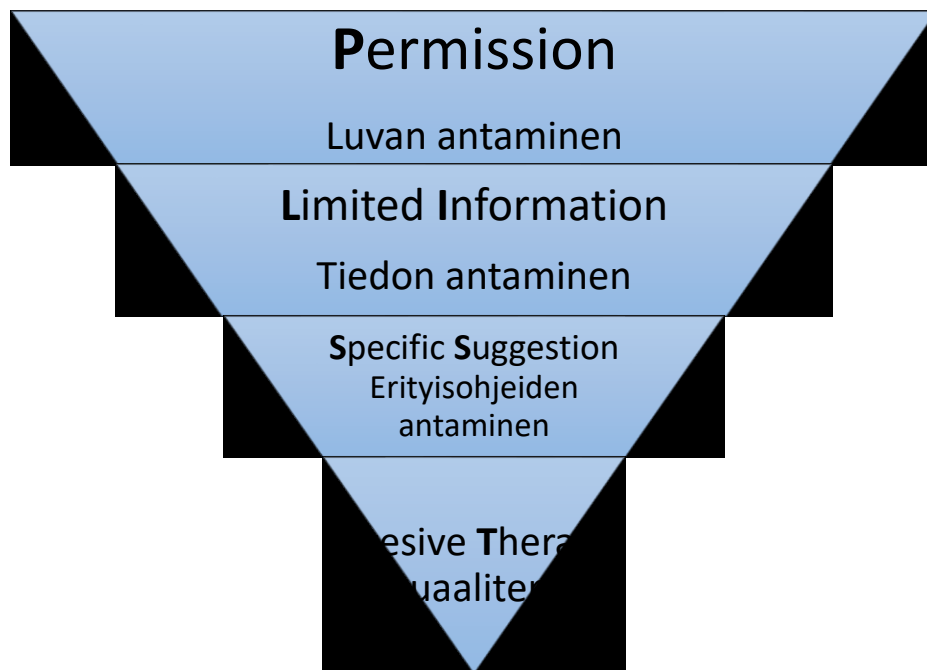 Permission
Luvan antaminen
Limited Information
Tiedon antaminen
Specific Suggestion
Erityisohjeiden
antaminen